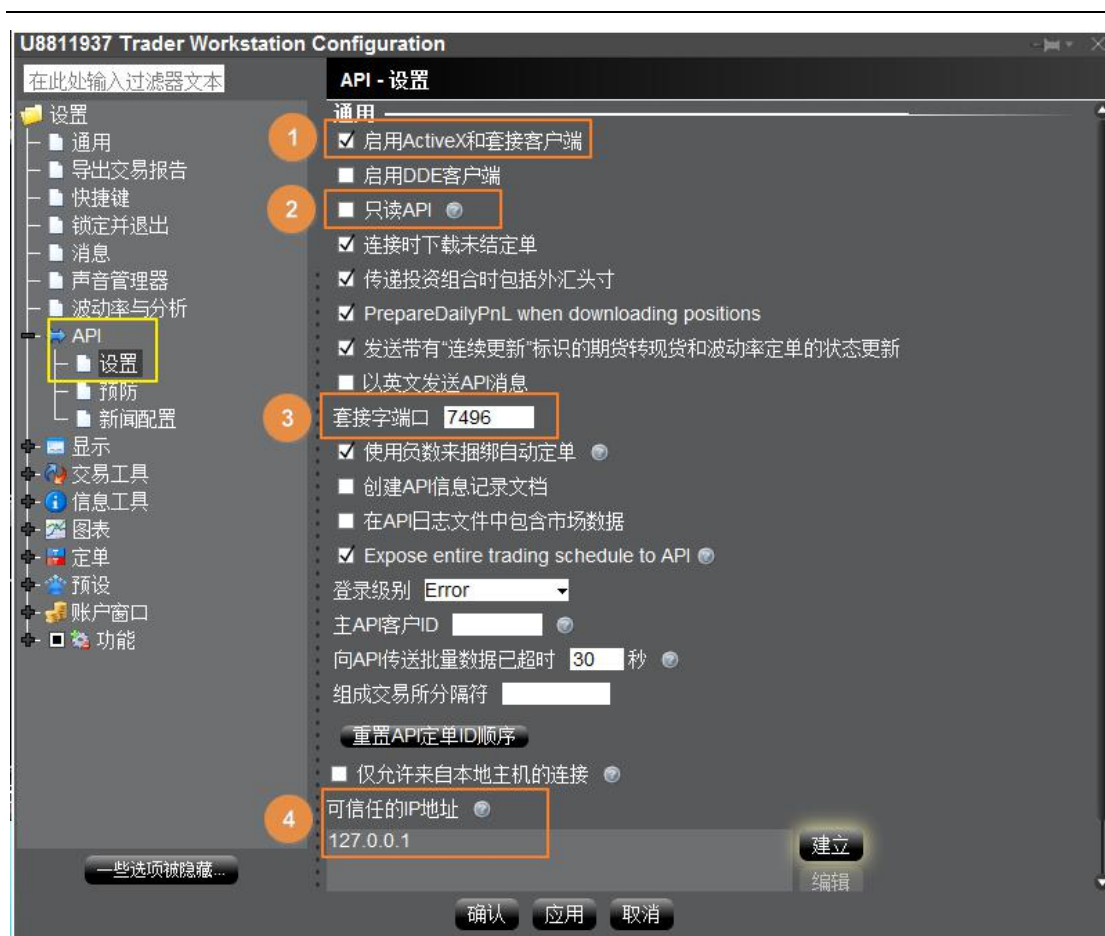 U8811937 Trader Workstation Configuration
在此处输入过滤器文本
设置
通用
导出交易报告
快捷键
锁定并退出
消息
声音管理器
波动率与分析
API
设置
预防
新闻配置
显示
交易工具
信息工具
图表
定单
预设
账户窗口
功能
一些选项被隐藏...
API - 设置
通用
1
启用ActiveX和套接客户端
启用DDE客户端
2
只读API
连接时下载未结定单
传递投资组合时包括外汇头寸
PrepareDailyPnL when downloading positions
发送带有“连续更新”标识的期货转现货和波动率定单的状态更新
以英文发送API消息
3
套接字端口 7496
使用负数来捆绑自动定单
创建API信息记录文档
在API日志文件中包含市场数据
Expose entire trading schedule to API
登录级别 Error
主API客户ID
向API传送批量数据已超时 30 秒
组成交易所分隔符
重置API定单ID顺序
仅允许来自本地主机的连接
4
可信任的IP地址
127.0.0.1
建立
编辑
确认 应用 取消